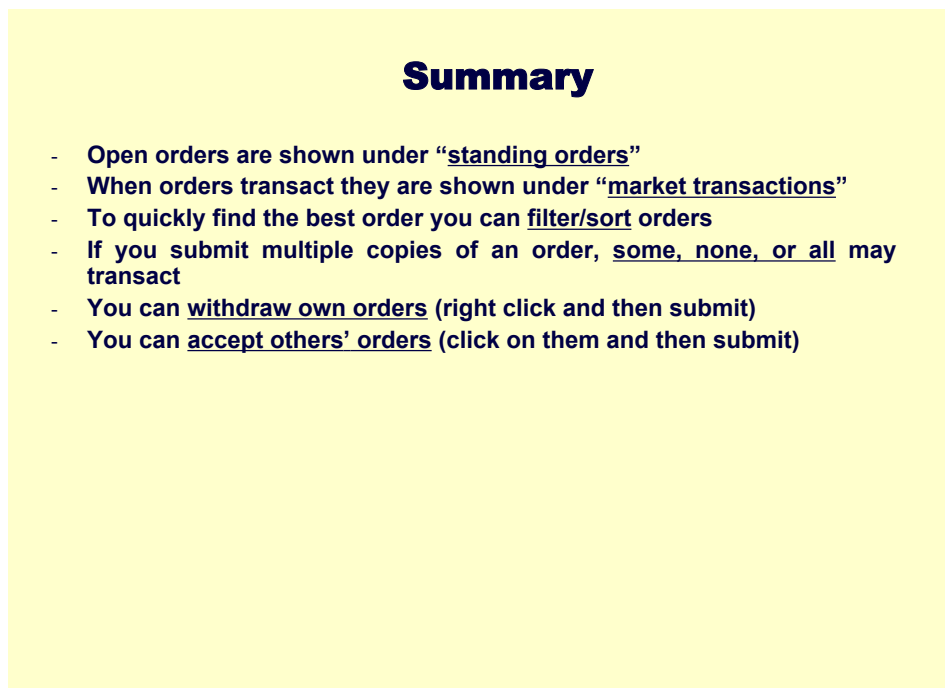 Summary
- Open orders are shown under “standing orders”
- When orders transact they are shown under “market transactions”
- To quickly find the best order you can filter/sort orders
- If you submit multiple copies of an order, some, none, or all may
transact
- You can withdraw own orders (right click and then submit)
- You can accept others’ orders (click on them and then submit)